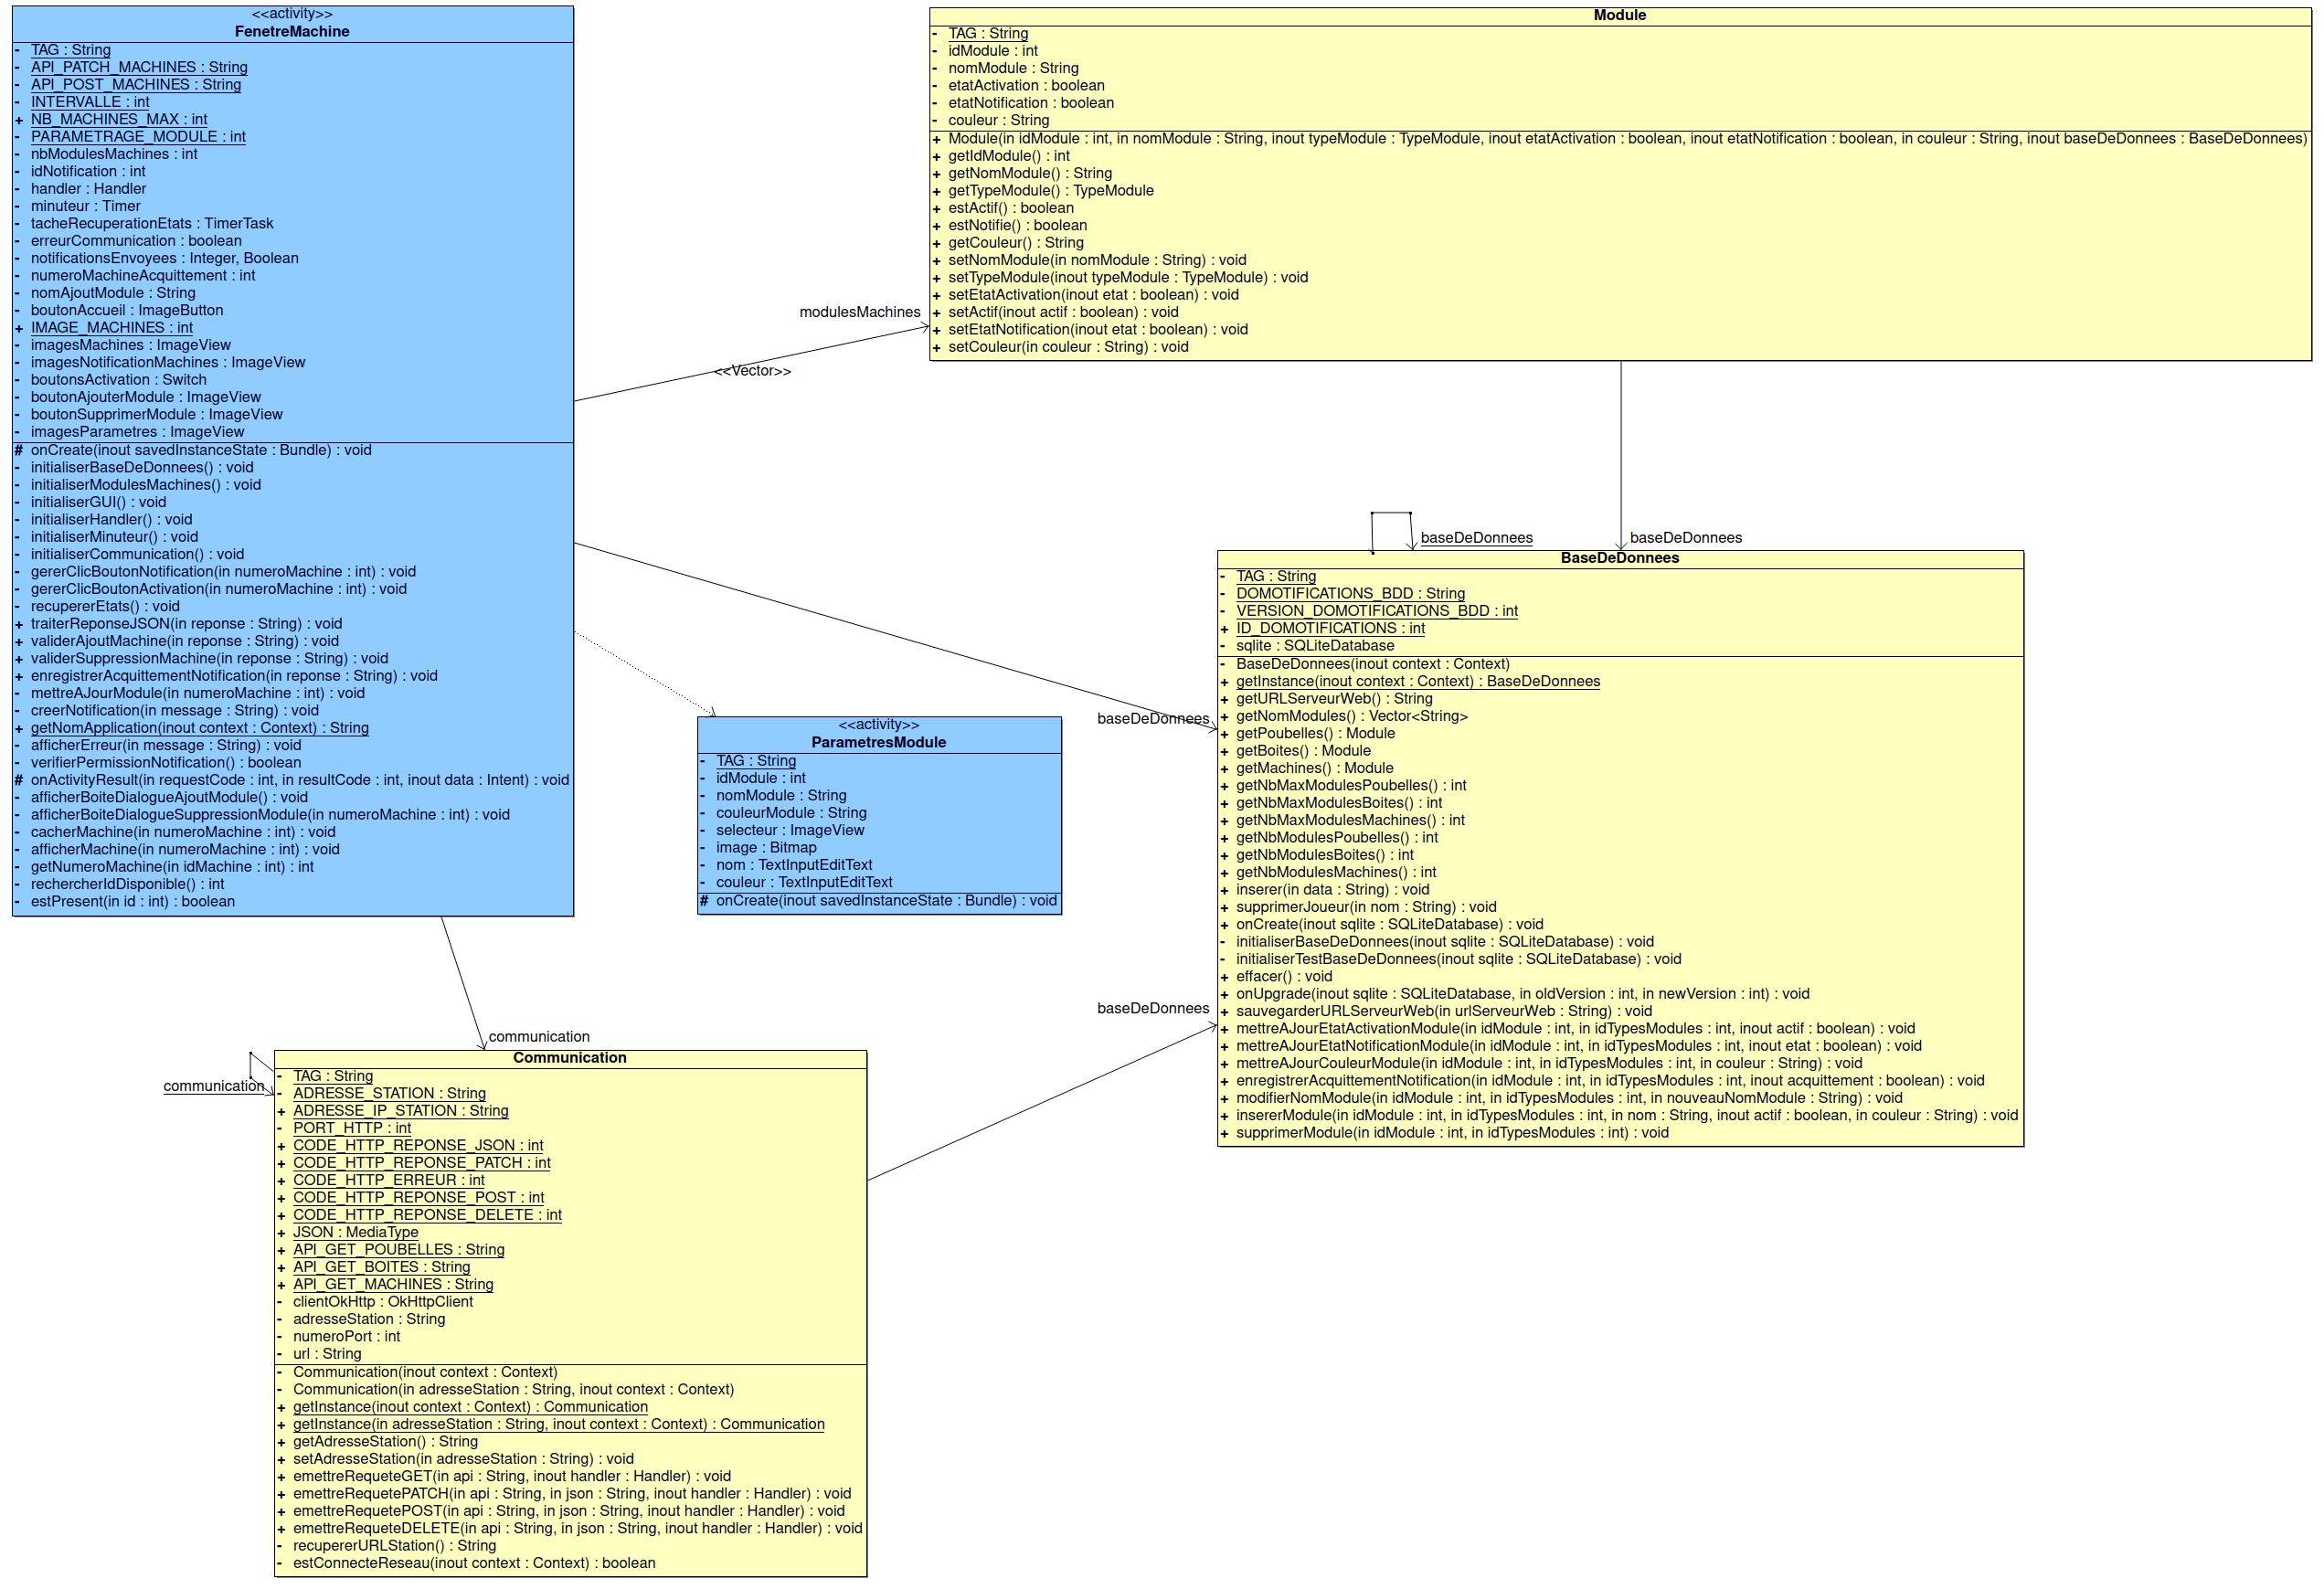 <<activity>>
FenetreMachine
- TAG : String
- API_PATCH_MACHINES : String
- API_POST_MACHINES : String
- INTERVALLE : int
+ NB_MACHINES_MAX : int
- PARAMETRAGE_MODULE : int
- nbModulesMachines : int
- idNotification : int
- handler : Handler
- minuteur : Timer
- tacheRecuperationEtats : TimerTask
- erreurCommunication : boolean
- notificationsEnvoyees : Integer, Boolean
- numeroMachineAcquittement : int
- nomAjoutModule : String
- boutonAccueil : ImageButton
+ IMAGE_MACHINES : int
- imagesMachines : ImageView
- imagesNotificationMachines : ImageView
- boutonsActivation : Switch
- boutonAjouterModule : ImageView
- boutonSupprimerModule : ImageView
- imagesParametres : ImageView
# onCreate(inout savedInstanceState : Bundle) : void
- initialiserBaseDeDonnees() : void
- initialiserModulesMachines() : void
- initialiserGUI() : void
- initialiserHandler() : void
- initialiserMinuteur() : void
- initialiserCommunication() : void
- gererClicBoutonNotification(in numeroMachine : int) : void
- gererClicBoutonActivation(in numeroMachine : int) : void
- recupererEtats() : void
+ traiterReponseJSON(in reponse : String) : void
+ validerAjoutMachine(in reponse : String) : void
+ validerSuppressionMachine(in reponse : String) : void
+ enregistrerAcquittementNotification(in reponse : String) : void
- mettreAJourModule(in numeroMachine : int) : void
- creerNotification(in message : String) : void
+ getNomApplication(inout context : Context) : String
- afficherErreur(in message : String) : void
- verifierPermissionNotification() : boolean
# onActivityResult(in requestCode : int, in resultCode : int, inout data : Intent) : void
- afficherBoiteDialogueAjoutModule() : void
- afficherBoiteDialogueSuppressionModule(in numeroMachine : int) : void
- cacherMachine(in numeroMachine : int) : void
- afficherMachine(in numeroMachine : int) : void
- getNumeroMachine(in idMachine : int) : int
- rechercherIdDisponible() : int
- estPresent(in id : int) : boolean
modulesMachines
<<Vector>>
Module
- TAG : String
- idModule : int
- nomModule : String
- etatActivation : boolean
- etatNotification : boolean
- couleur : String
+ Module(in idModule : int, in nomModule : String, inout typeModule : TypeModule, inout etatActivation : boolean, inout etatNotification : boolean, in couleur : String, inout baseDeDonnees : BaseDeDonnees)
+ getIdModule() : int
+ getNomModule() : String
+ getTypeModule() : TypeModule
+ estActif() : boolean
+ estNotifie() : boolean
+ getCouleur() : String
+ setNomModule(in nomModule : String) : void
+ setTypeModule(inout typeModule : TypeModule) : void
+ setEtatActivation(inout etat : boolean) : void
+ setActif(inout actif : boolean) : void
+ setEtatNotification(inout etat : boolean) : void
+ setCouleur(in couleur : String) : void
baseDeDonnees
baseDeDonnees
baseDeDonnees
BaseDeDonnees
- TAG : String
- DOMOTIFICATIONS_BDD : String
- VERSION_DOMOTIFICATIONS_BDD : int
+ ID_DOMOTIFICATIONS : int
- sqlite : SQLiteDatabase
- BaseDeDonnees(inout context : Context)
+ getInstance(inout context : Context) : BaseDeDonnees
+ getURLServeurWeb() : String
+ getNomModules() : Vector<String>
+ getPoubelles() : Module
+ getBoites() : Module
+ getMachines() : Module
+ getNbMaxModulesPoubelles() : int
+ getNbMaxModulesBoites() : int
+ getNbMaxModulesMachines() : int
+ getNbModulesPoubelles() : int
+ getNbModulesBoites() : int
+ getNbModulesMachines() : int
+ inserer(in data : String) : void
+ supprimerJoueur(in nom : String) : void
+ onCreate(inout sqlite : SQLiteDatabase) : void
- initialiserBaseDeDonnees(inout sqlite : SQLiteDatabase) : void
- initialiserTestBaseDeDonnees(inout sqlite : SQLiteDatabase) : void
+ effacer() : void
+ onUpgrade(inout sqlite : SQLiteDatabase, in oldVersion : int, in newVersion : int) : void
+ sauvegarderURLServeurWeb(in urlServeurWeb : String) : void
+ mettreAJourEtatActivationModule(in idModule : int, in idTypesModules : int, inout actif : boolean) : void
+ mettreAJourEtatNotificationModule(in idModule : int, in idTypesModules : int, inout etat : boolean) : void
+ mettreAJourCouleurModule(in idModule : int, in idTypesModules : int, in couleur : String) : void
+ enregistrerAcquittementNotification(in idModule : int, in idTypesModules : int, inout acquittement : boolean) : void
+ modifierNomModule(in idModule : int, in idTypesModules : int, in nouveauNomModule : String) : void
+ insererModule(in idModule : int, in idTypesModules : int, in nom : String, inout actif : boolean, in couleur : String) : void
+ supprimerModule(in idModule : int, in idTypesModules : int) : void
<<activity>>
ParametresModule
- TAG : String
- idModule : int
- nomModule : String
- couleurModule : String
- selecteur : ImageView
- image : Bitmap
- nom : TextInputEditText
- couleur : TextInputEditText
# onCreate(inout savedInstanceState : Bundle) : void
baseDeDonnees
communication
communication
Communication
- TAG : String
- ADRESSE_STATION : String
+ ADRESSE_IP_STATION : String
- PORT_HTTP : int
+ CODE_HTTP_REPONSE_JSON : int
+ CODE_HTTP_REPONSE_PATCH : int
+ CODE_HTTP_ERREUR : int
+ CODE_HTTP_REPONSE_POST : int
+ CODE_HTTP_REPONSE_DELETE : int
+ JSON : MediaType
+ API_GET_POUBELLES : String
+ API_GET_BOITES : String
+ API_GET_MACHINES : String
- clientOkHttp : OkHttpClient
- adresseStation : String
- numeroPort : int
- url : String
- Communication(inout context : Context)
- Communication(in adresseStation : String, inout context : Context)
+ getInstance(inout context : Context) : Communication
+ getInstance(in adresseStation : String, inout context : Context) : Communication
+ getAdresseStation() : String
+ setAdresseStation(in adresseStation : String) : void
+ emettreRequeteGET(in api : String, inout handler : Handler) : void
+ emettreRequetePATCH(in api : String, in json : String, inout handler : Handler) : void
+ emettreRequetePOST(in api : String, in json : String, inout handler : Handler) : void
+ emettreRequeteDELETE(in api : String, in json : String, inout handler : Handler) : void
- recupererURLStation() : String
- estConnecteReseau(inout context : Context) : boolean